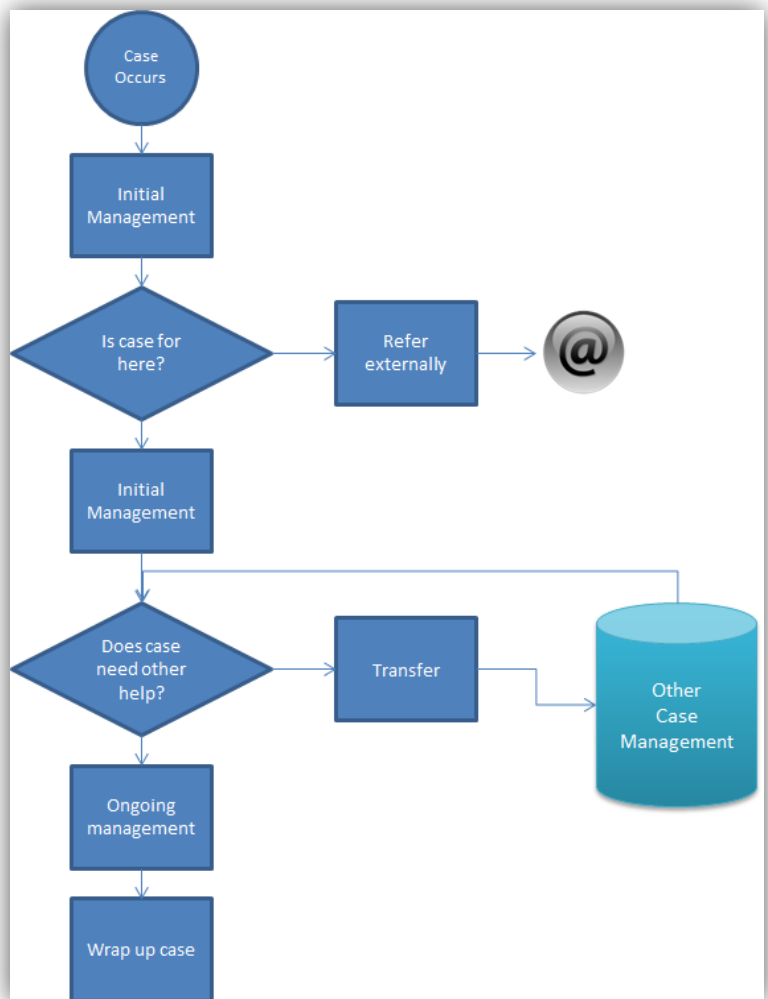 Case
Occurs
Initial
Management
Is case for
here?
Refer
externally
@
Initial
Management
Does case
need other
help?
Transfer
Other
Case
Management
Ongoing
management
Wrap up case